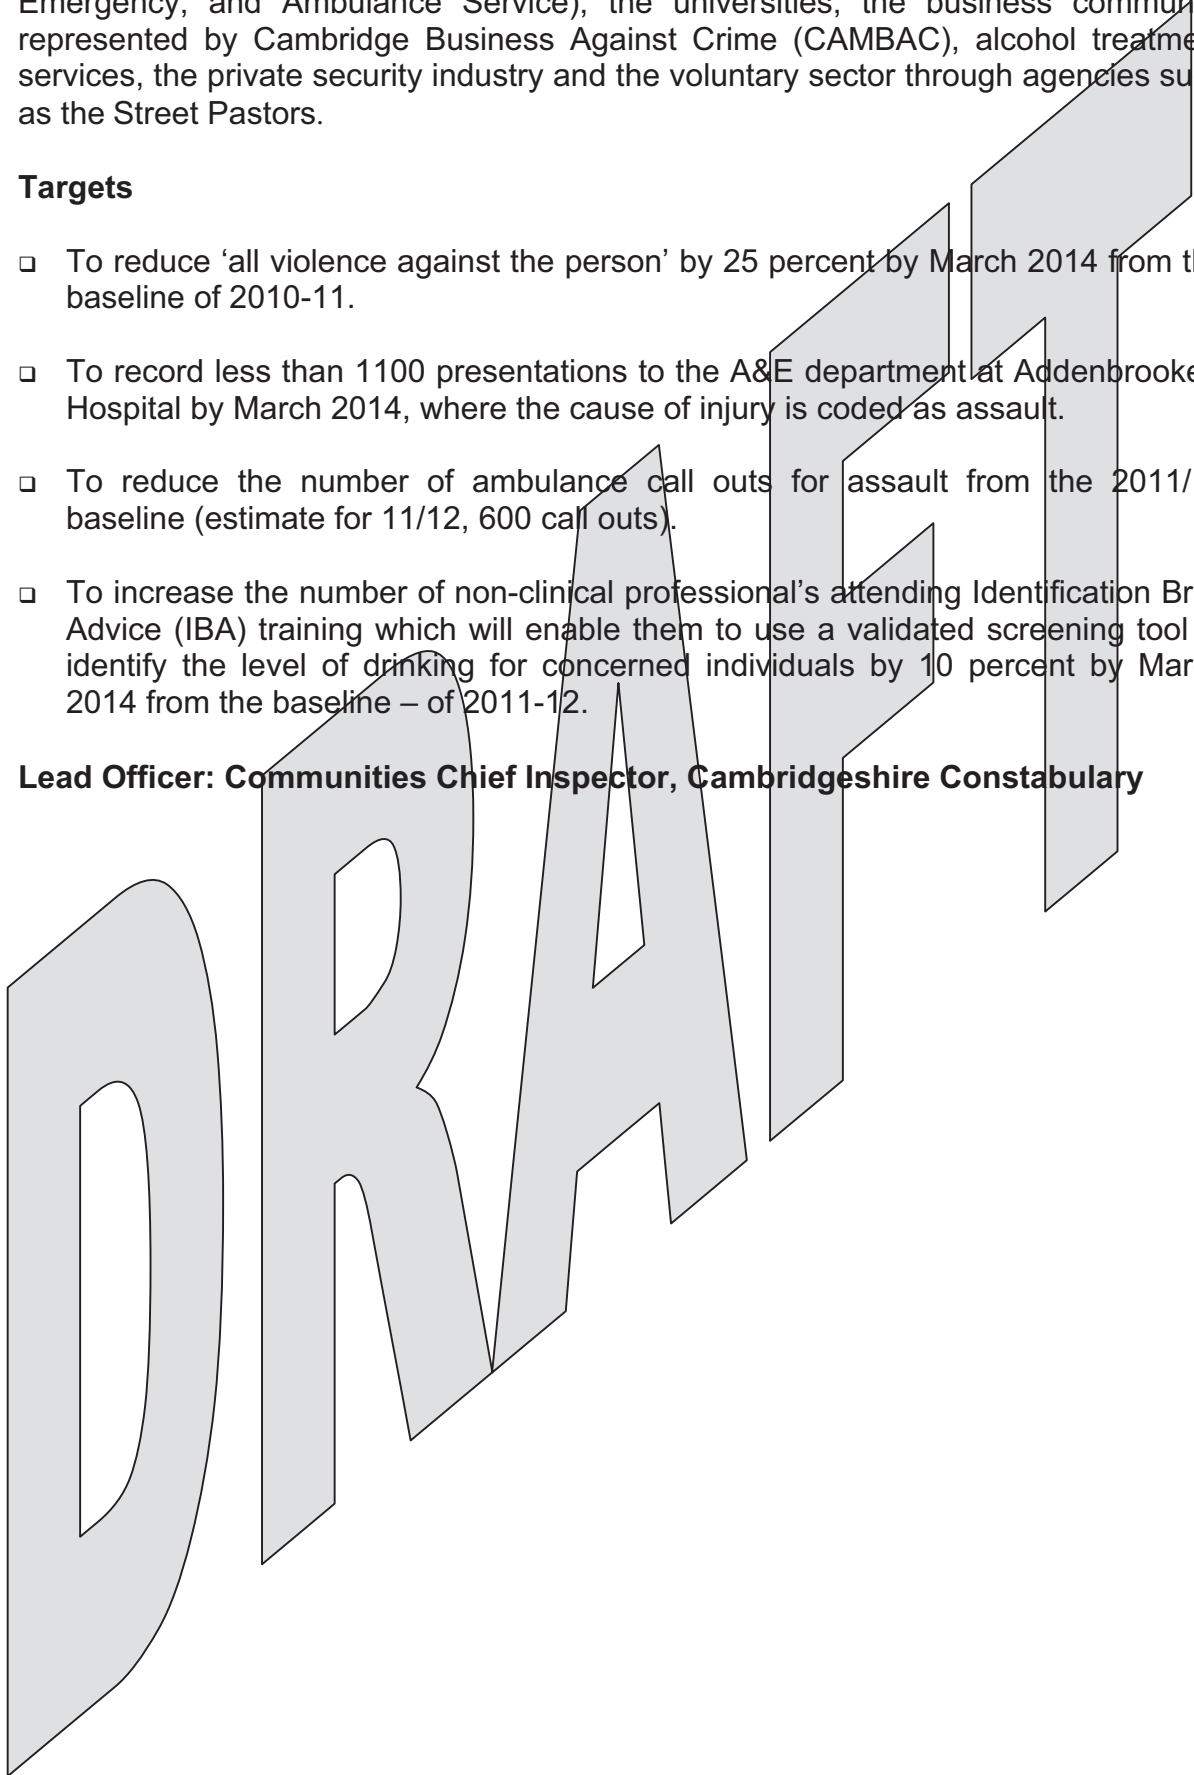 Emergency, and Ambulance Service), the universities, the business
represented by Cambridge Business Against Crime (CAMBAC), alcohol
services, the private security industry and the voluntary sector through agencies
as the Street Pastors.
Targets
❑ To reduce ‘all violence against the person’ by 25 percent by March 2014 from
baseline of 2010-11.
❑ To record less than 1100 presentations to the A&E department at
Hospital by March 2014, where the cause of injury is coded as assault.
❑ To reduce the number of ambulance call outs for assault from the 2011/
baseline (estimate for 11/12, 600 call outs).
❑ To increase the number of non-clinical professional’s attending Identification
Advice (IBA) training which will enable them to use a validated screening tool
identify the level of drinking for concerned individuals by 10 percent by
2014 from the baseline – of 2011-12.
Lead Officer: Communities Chief Inspector, Cambridgeshire Constabulary
DRAFT